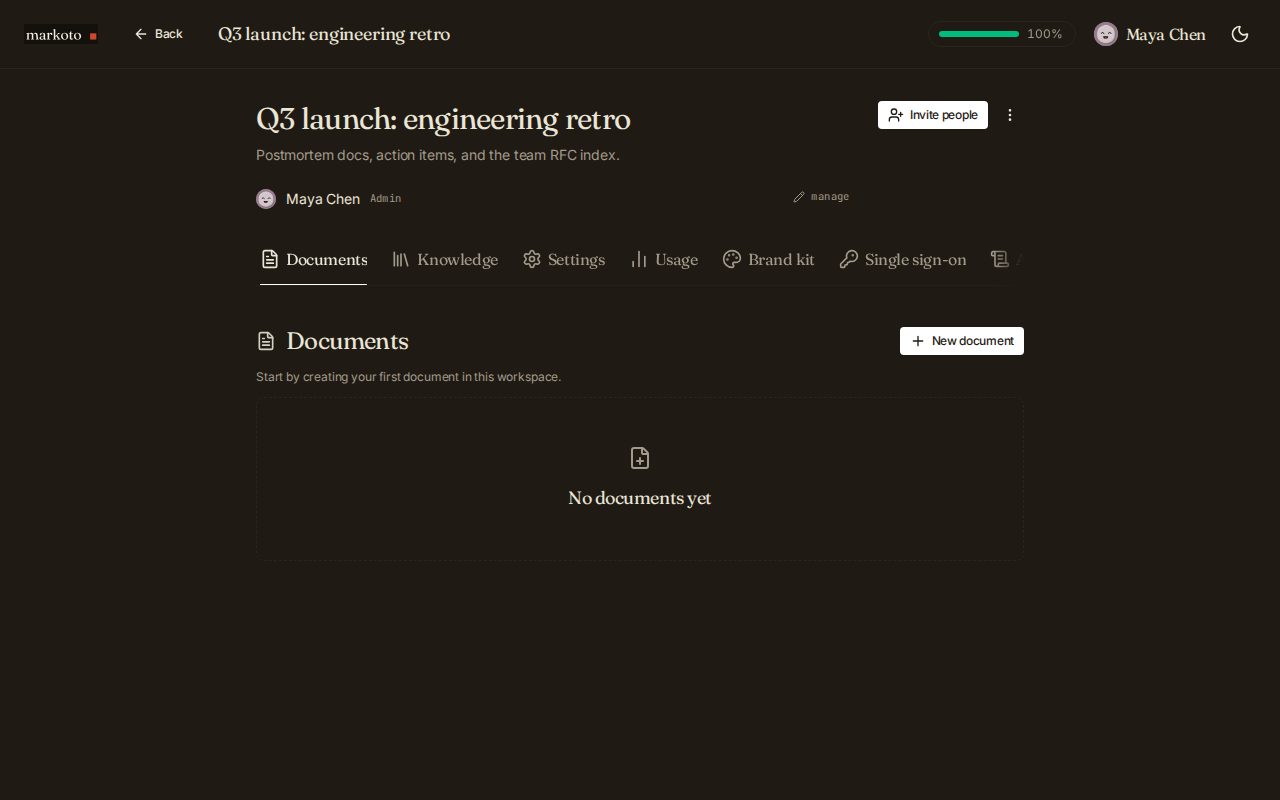 markoto
Back
Q3 launch: engineering retro
100%
Maya Chen
Q3 launch: engineering retro
Invite people
Postmortem docs, action items, and the team RFC index.
Maya Chen Admin
manage
Documents
Knowledge
Settings
Usage
Brand kit
Single sign-on
Documents
New document
Start by creating your first document in this workspace.
No documents yet